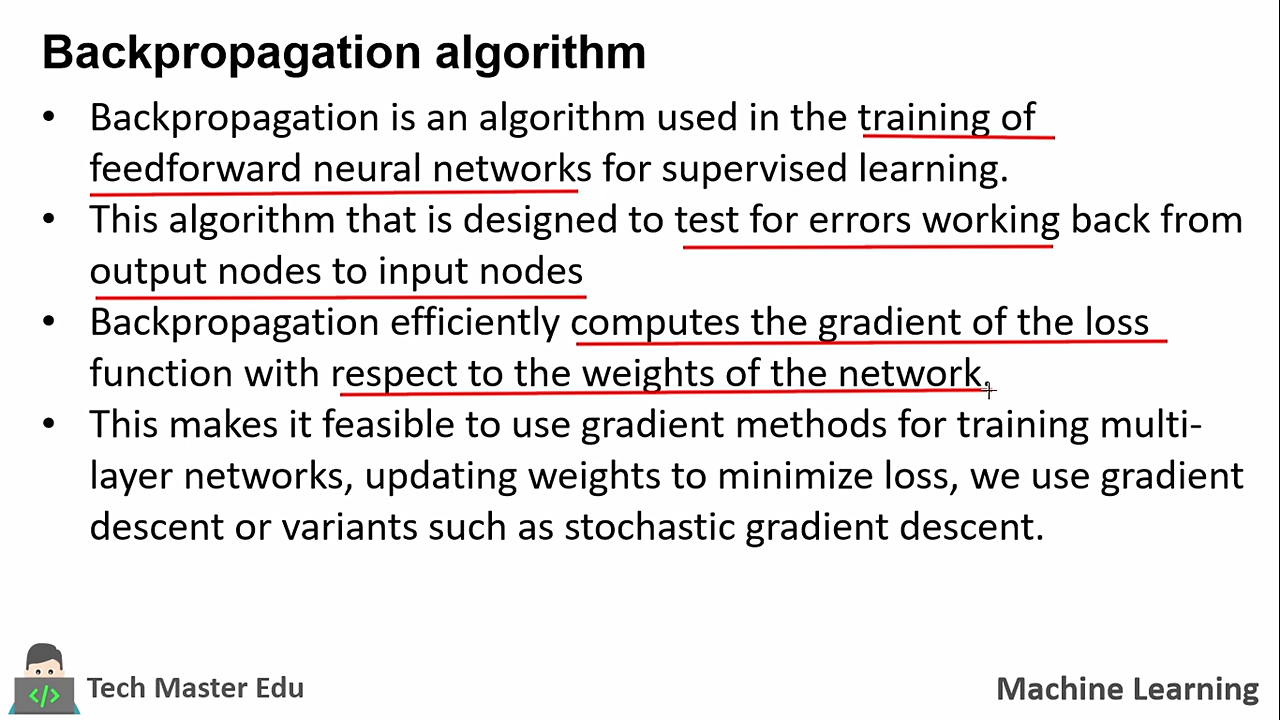 Backpropagation algorithm
• Backpropagation is an algorithm used in the training of
feedforward neural networks for supervised learning.
• This algorithm that is designed to test for errors working back from
output nodes to input nodes
• Backpropagation efficiently computes the gradient of the loss
function with respect to the weights of the network.
• This makes it feasible to use gradient methods for training multi-
layer networks, updating weights to minimize loss, we use gradient
descent or variants such as stochastic gradient descent.
</>
Tech Master Edu
Machine Learning